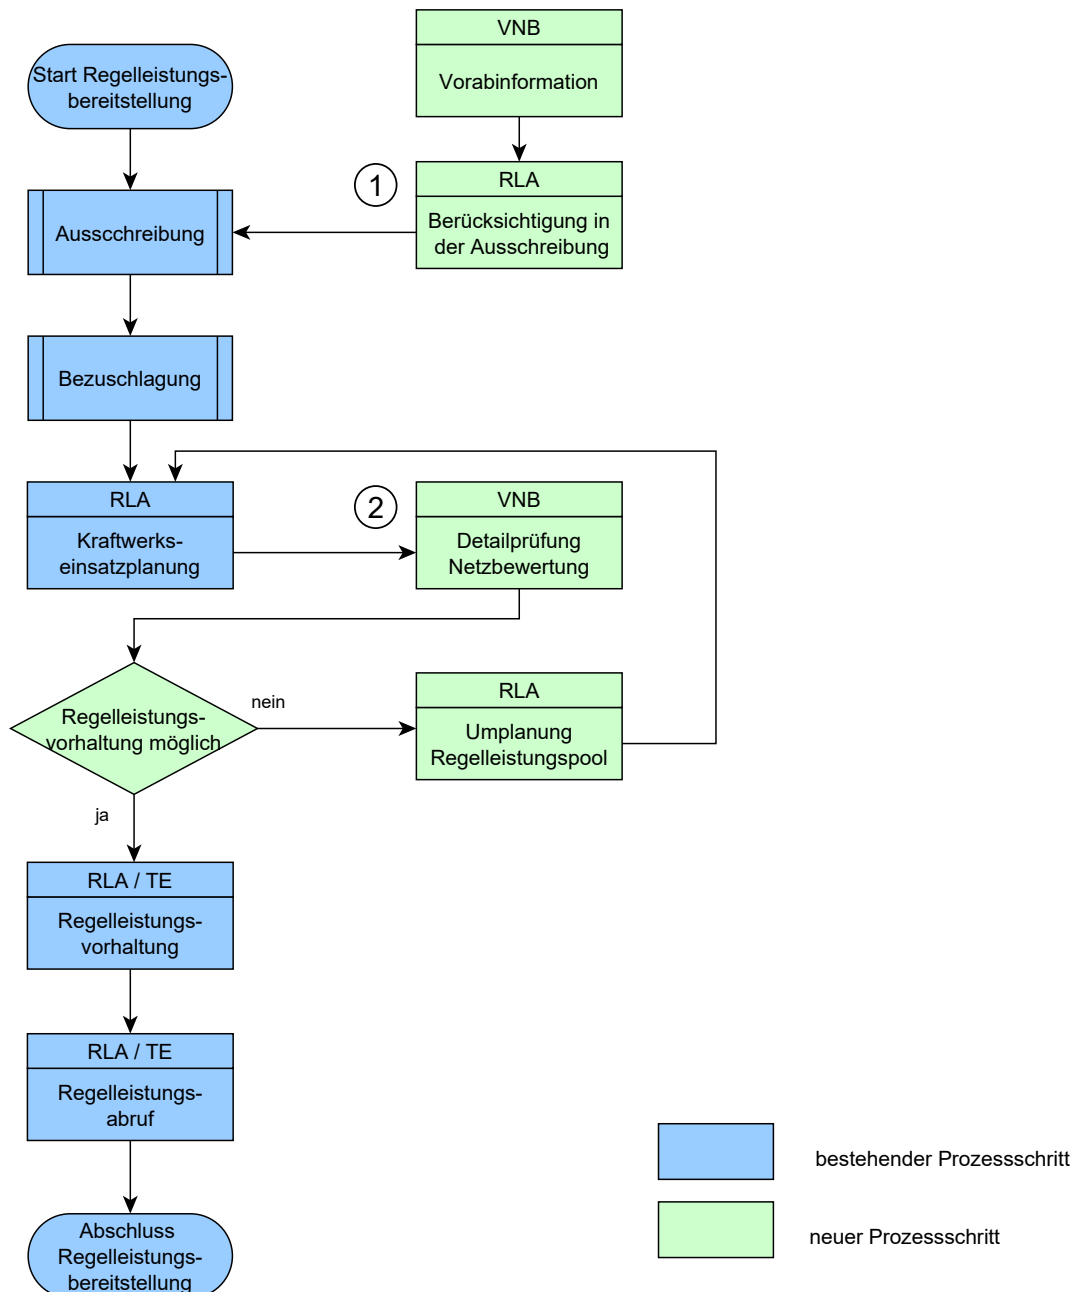 VNB
Vorabinformation
Start Regelleistungs-
bereitstellung
1
RLA
Berücksichtigung in
der Ausschreibung
Ausscchreibung
Bezuschlagung
RLA
Kraftwerks-
einsatzplanung
2
VNB
Detailprüfung
Netzbewertung
Regelleistungs-
vorhaltung möglich
nein
RLA
Umplanung
Regelleistungspool
ja
RLA / TE
Regelleistungs-
vorhaltung
RLA / TE
Regelleistungs-
abruf
Abschluss
Regelleistungs-
bereitstellung
bestehender Prozessschritt
neuer Prozessschritt